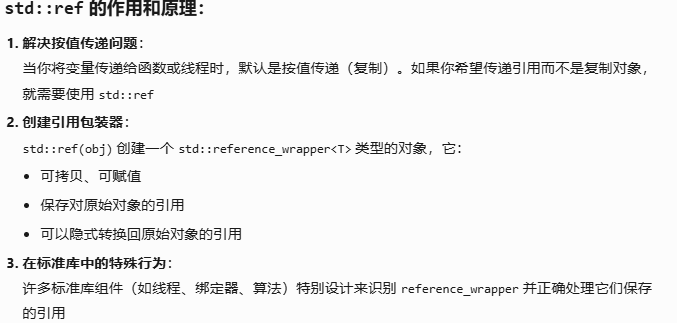 std::ref 的作用和原理：
1. 解决按值传递问题：
当你将变量传递给函数或线程时，默认是按值传递（复制）。如果你希望传递引用而不是复制对象，
就需要使用 std::ref
2. 创建引用包装器：
std::ref(obj) 创建一个 std::reference_wrapper<T> 类型的对象，它：
• 可拷贝、可赋值
• 保存对原始对象的引用
• 可以隐式转换回原始对象的引用
3. 在标准库中的特殊行为：
许多标准库组件（如线程、绑定器、算法）特别设计来识别 reference_wrapper 并正确处理它们保存
的引用